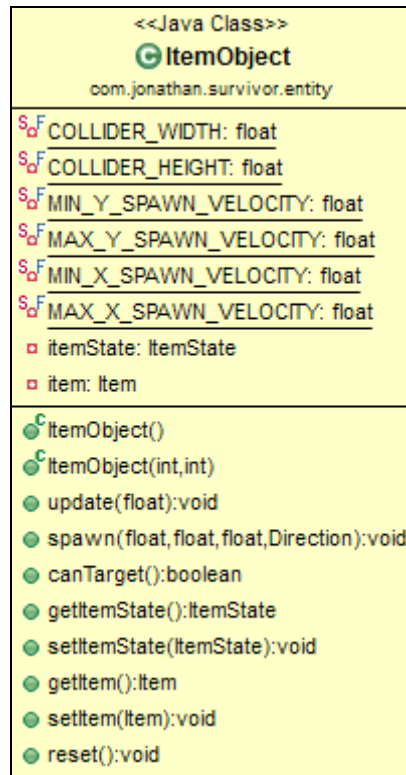 <<Java Class>>
C ItemObject
com.jonathan.survivor.entity
S F COLLIDER_WIDTH: float
S F COLLIDER_HEIGHT: float
S F MIN_Y_SPAWN_VELOCITY: float
S F MAX_Y_SPAWN_VELOCITY: float
S F MIN_X_SPAWN_VELOCITY: float
S F MAX_X_SPAWN_VELOCITY: float
itemState: ItemState
item: Item
C ItemObject()
C ItemObject(int,int)
update(float):void
spawn(float,float,float,Direction):void
canTarget():boolean
getItemState():ItemState
setItemState(ItemState):void
getItem():Item
setItem(Item):void
reset():void